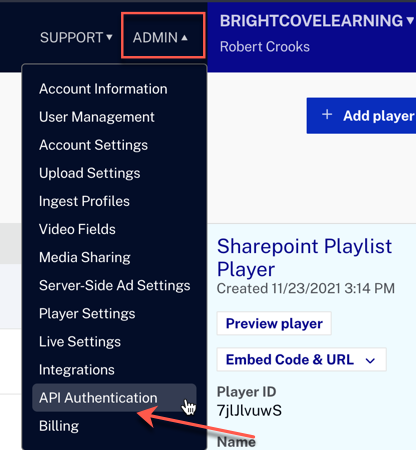 SUPPORT▾
ADMIN▴
BRIGHTCOVELEARNING▾
Robert Crooks
Account Information
User Management
Account Settings
Upload Settings
Ingest Profiles
Video Fields
Media Sharing
Server-Side Ad Settings
Player Settings
Live Settings
Integrations
API Authentication
Billing
+ Add player
Sharepoint Playlist
Player
Created 11/23/2021 3:14 PM
Preview player
Embed Code & URL
Player ID
7jlJlvuwS
Name